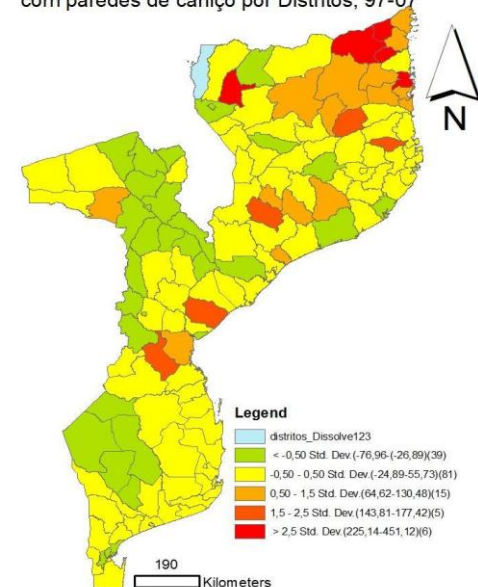 com paredes de caniço por Distritos, 97-07
N
Legend
distritos_Dissolve123
< -0,50 Std. Dev.(-76,96-(-26,89)(39)
-0,50 - 0,50 Std. Dev.(-24,89-55,73)(81)
0,50 - 1,5 Std. Dev.(64,62-130,48)(15)
1,5 - 2,5 Std. Dev.(143,81-177,42)(5)
> 2,5 Std. Dev.(225,14-451,12)(6)
190
Kilometers